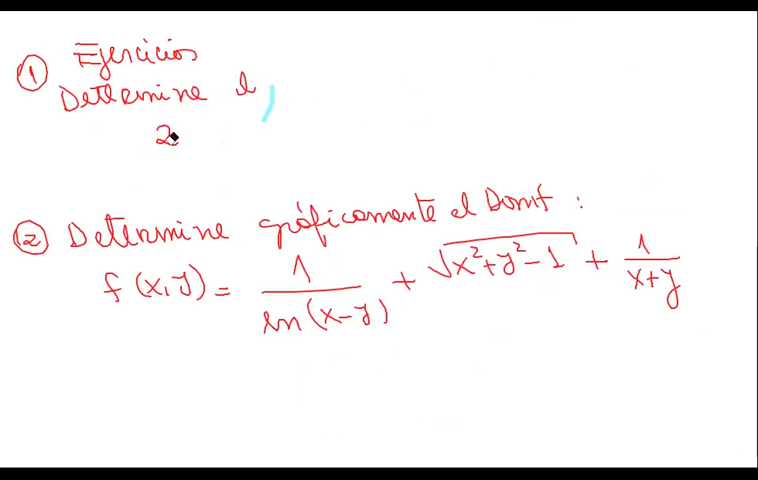 Ejercicios
① Determine el
2
② Determine gráficamente el Domf :
f(x,y) = 1/ln(x-y) + √x²+y²-1 + 1/x+y